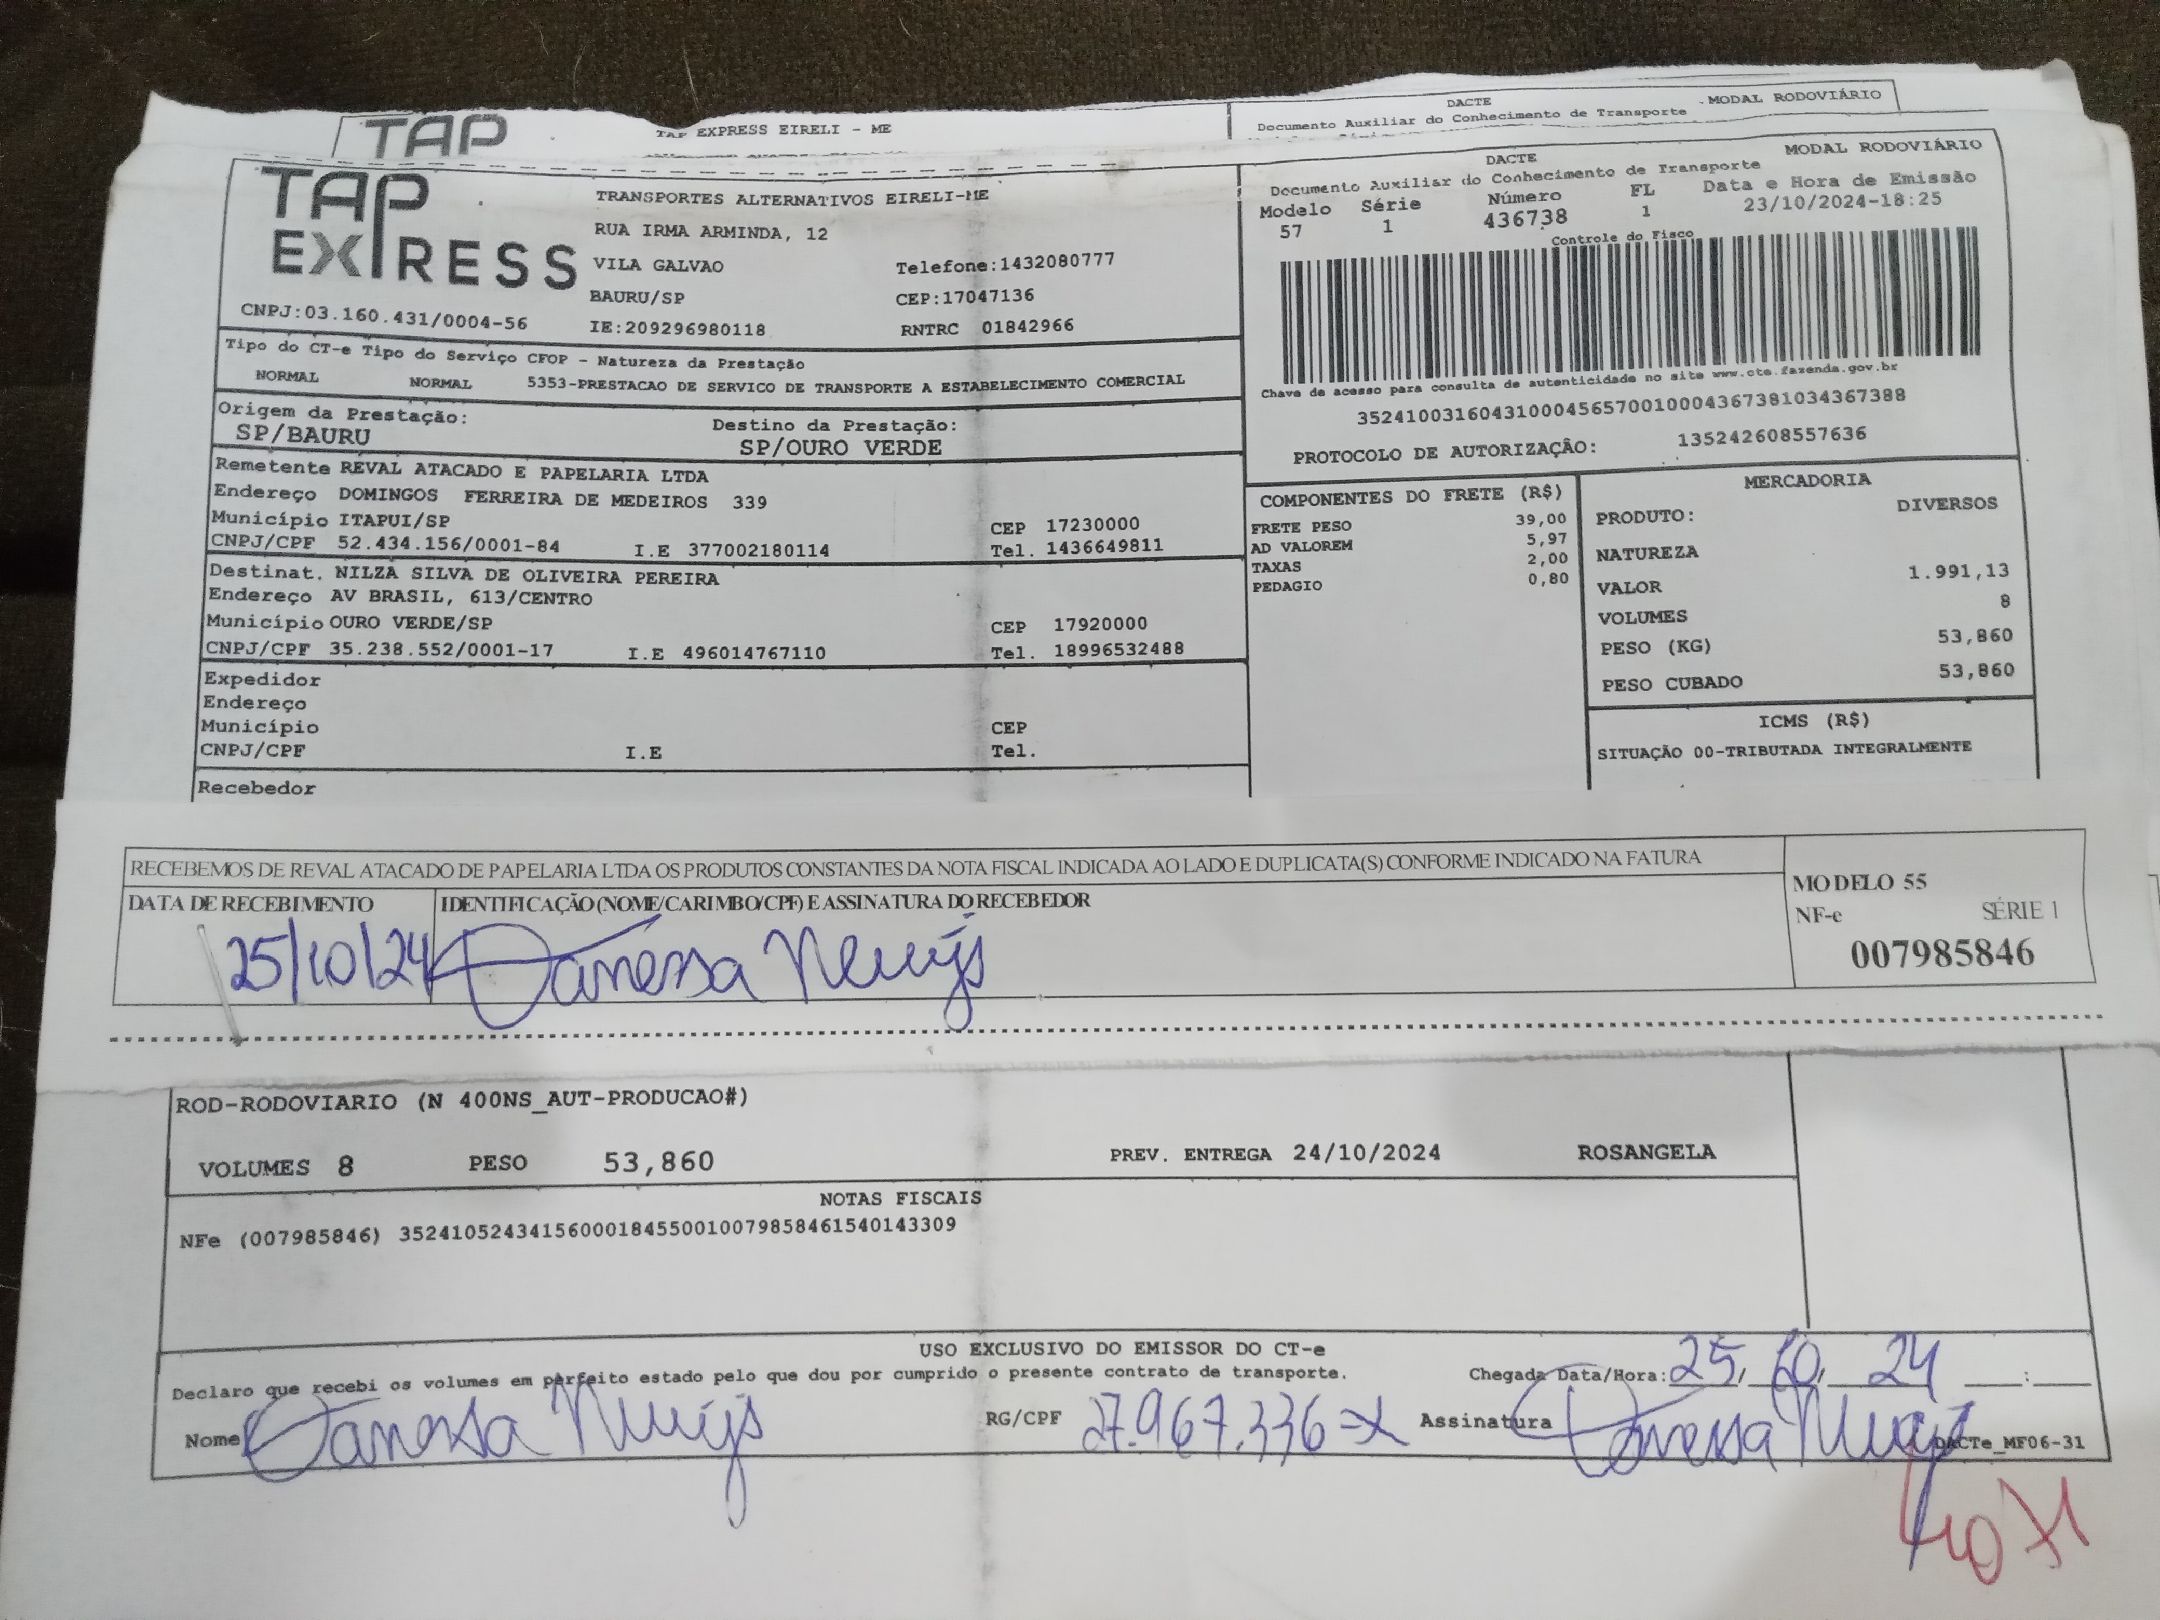 TAP
TAP EXPRESS EIRELI - ME
DACTE
MODAL RODOVIÁRIO
Documento Auxiliar do Conhecimento de Transporte
TAP EXPRESS
TRANSPORTES ALTERNATIVOS EIRELI-ME
RUA IRMA ARMINDA, 12
VILA GALVAO
Telefone:1432080777
BAURU/SP
CEP:17047136
CNPJ:03.160.431/0004-56
IE:209296980118
RNTRC 01842966
DACTE
MODAL RODOVIÁRIO
Documento Auxiliar do Conhecimento de Transporte
Modelo Série Número FL Data e Hora de Emissão
57 1 436738 1 23/10/2024-18:25
Controle do Fisco
Chave de acesso para consulta de autenticidade no site www.cte.fazenda.gov.br
35241003160431000456570010004367381034367388
PROTOCOLO DE AUTORIZAÇÃO: 135242608557636
Tipo do CT-e Tipo do Serviço CFOP - Natureza da Prestação
NORMAL NORMAL 5353-PRESTACAO DE SERVICO DE TRANSPORTE A ESTABELECIMENTO COMERCIAL
Origem da Prestação: Destino da Prestação:
SP/BAURU SP/OURO VERDE
Remetente REVAL ATACADO E PAPELARIA LTDA
Endereço DOMINGOS FERREIRA DE MEDEIROS 339
Município ITAPUI/SP CEP 17230000
CNPJ/CPF 52.434.156/0001-84 I.E 377002180114 Tel. 1436649811
Destinat. NILZA SILVA DE OLIVEIRA PEREIRA
Endereço AV BRASIL, 613/CENTRO
Município OURO VERDE/SP CEP 17920000
CNPJ/CPF 35.238.552/0001-17 I.E 496014767110 Tel. 18996532488
Expedidor
Endereço
Município CEP
CNPJ/CPF I.E Tel.
Recebedor
COMPONENTES DO FRETE (R$)
FRETE PESO 39,00
AD VALOREM 5,97
TAXAS 2,00
PEDAGIO 0,80
MERCADORIA
PRODUTO: DIVERSOS
NATUREZA
VALOR 1.991,13
VOLUMES 8
PESO (KG) 53,860
PESO CUBADO 53,860
ICMS (R$)
SITUAÇÃO 00-TRIBUTADA INTEGRALMENTE
RECEBEMOS DE REVAL ATACADO DE PAPELARIA LTDA OS PRODUTOS CONSTANTES DA NOTA FISCAL INDICADA AO LADO E DUPLICATA(S) CONFORME INDICADO NA FATURA
DATA DE RECEBIMENTO
IDENTIFICAÇÃO (NOME/CARIMBO/CPF) E ASSINATURA DO RECEBEDOR
25/10/24 Vanessa
MODELO 55
NF-e SÉRIE 1
007985846
ROD-RODOVIARIO (N 400NS_AUT-PRODUCAO#)
VOLUMES 8 PESO 53,860 PREV. ENTREGA 24/10/2024 ROSANGELA
NOTAS FISCAIS
NFe (007985846) 35241052434156000184550010079858461540143309
USO EXCLUSIVO DO EMISSOR DO CT-e
Declaro que recebi os volumes em perfeito estado pelo que dou por cumprido o presente contrato de transporte.
Chegada Data/Hora: 25, 10, 24 :
Nome Vanessa
RG/CPF 27.967.336-X
Assinatura Vanessa
DACTe_MF06-31